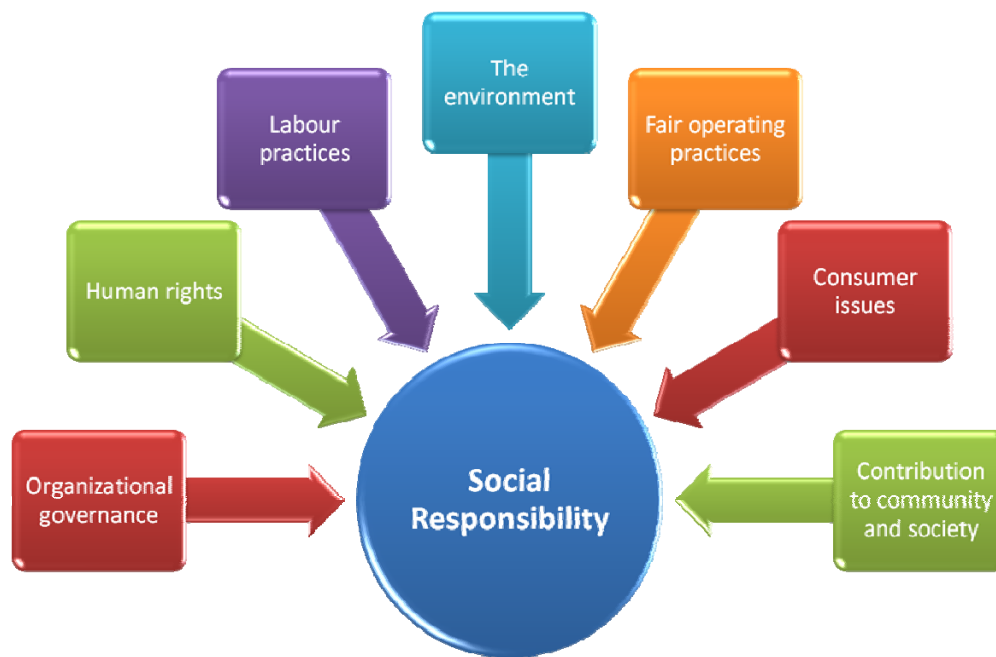 Organizational
governance
Human rights
Labour
practices
The
environment
Fair operating
practices
Consumer
issues
Contribution
to community
and society
Social
Responsibility